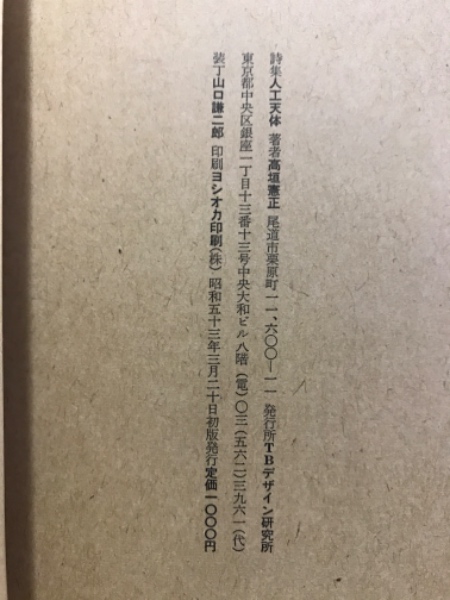 詩集人工天体 著者高垣憲正 尾道市栗原町一一、六〇〇―一一 発行所TBデザイン研究所
東京都中央区銀座一丁目十三番十三号中央大和ビル八階(電)〇三(五六二)三九六一(代)
装丁山口謙二郎 印刷ヨシオカ印刷(株) 昭和五十三年三月二十日初版発行定価一〇〇〇円